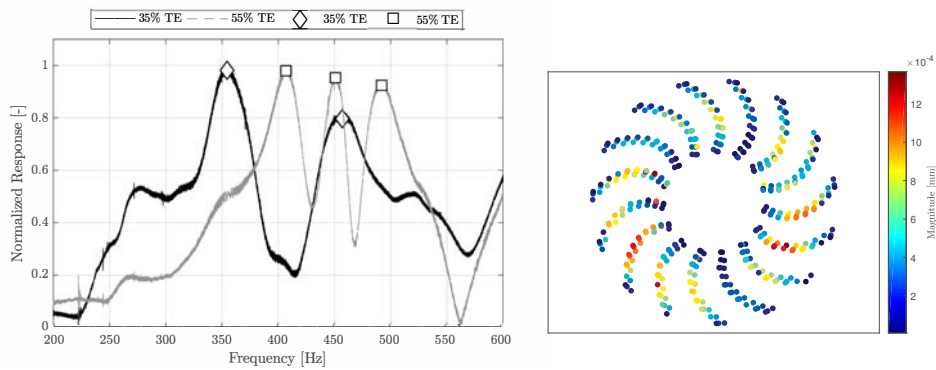 35% TE 55% TE 35% TE 55% TE
Normalized Response [-]
1
0.8
0.6
0.4
0.2
0
200 250 300 350 400 450 500 550 600
Frequency [Hz]
×10⁻⁴
14
12
10
8
6
4
2
Magnitude [mm]